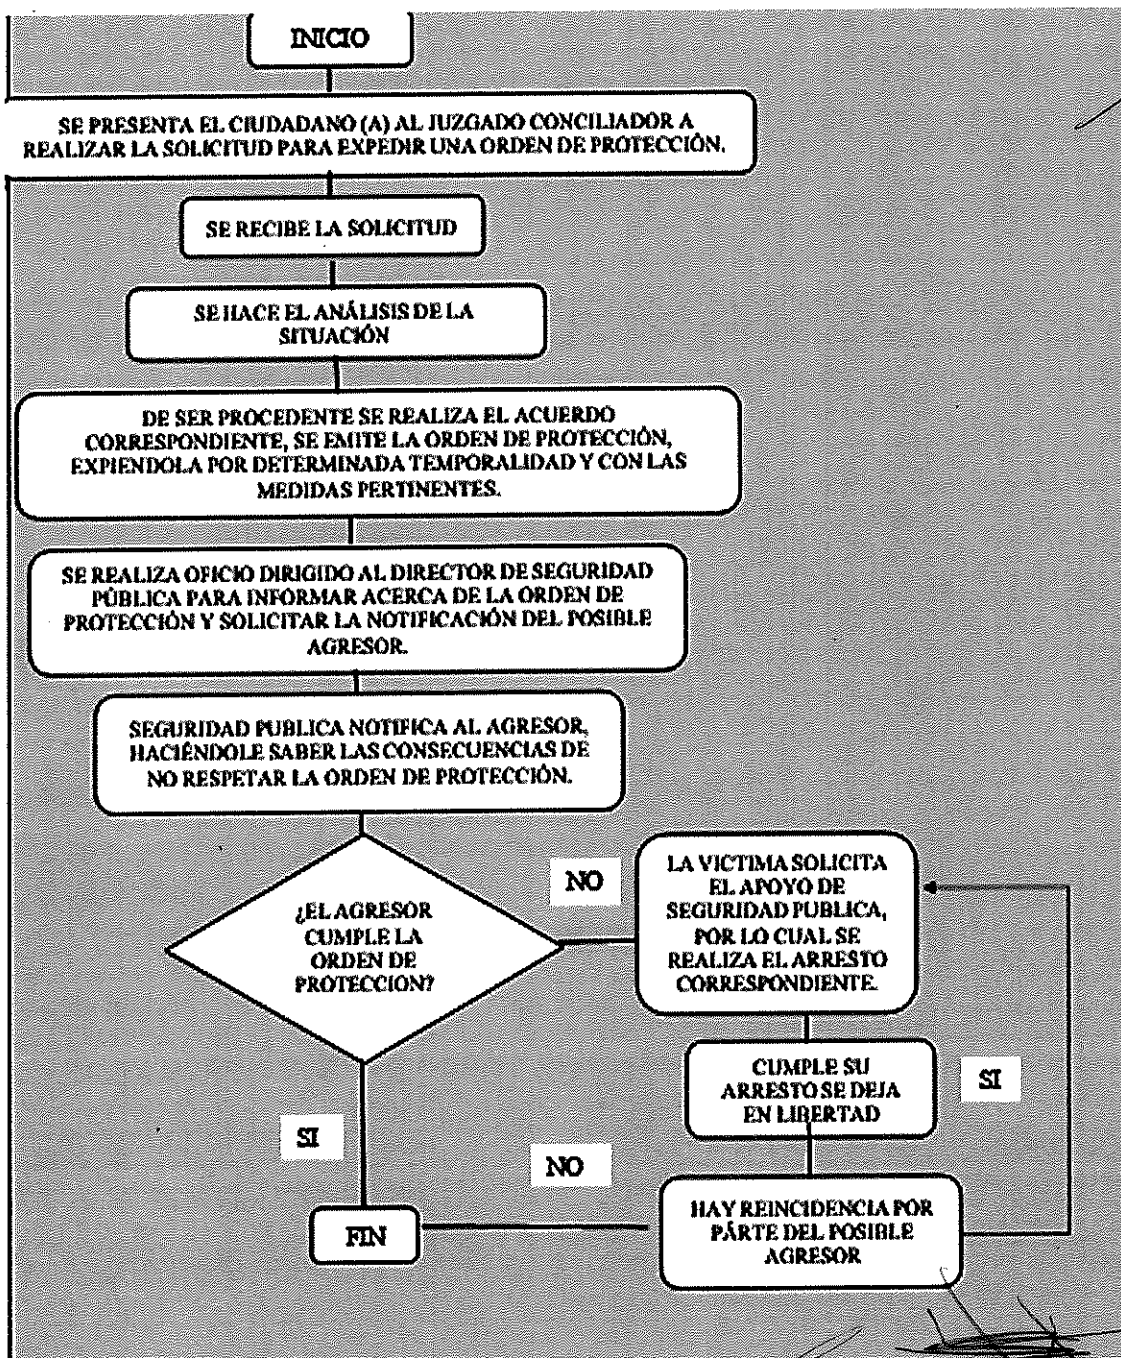 INICIO
SE PRESENTA EL CIUDADANO (A) AL JUZGADO CONCILIADOR A
REALIZAR LA SOLICITUD PARA EXPEDIR UNA ORDEN DE PROTECCIÓN.
SE RECIBE LA SOLICITUD
SE HACE EL ANÁLISIS DE LA
SITUACIÓN
DE SER PROCEDENTE SE REALIZA EL ACUERDO
CORRESPONDIENTE, SE EMITE LA ORDEN DE PROTECCIÓN,
EXPIENDOLA POR DETERMINADA TEMPORALIDAD Y CON LAS
MEDIDAS PERTINENTES.
SE REALIZA OFICIO DIRIGIDO AL DIRECTOR DE SEGURIDAD
PÚBLICA PARA INFORMAR ACERCA DE LA ORDEN DE
PROTECCIÓN Y SOLICITAR LA NOTIFICACIÓN DEL POSIBLE
AGRESOR.
SEGURIDAD PUBLICA NOTIFICA AL AGRESOR,
HACIÉNDOLE SABER LAS CONSECUENCIAS DE
NO RESPETAR LA ORDEN DE PROTECCIÓN.
¿EL AGRESOR
CUMPLE LA
ORDEN DE
PROTECCION?
NO
LA VICTIMA SOLICITA
EL APOYO DE
SEGURIDAD PUBLICA,
POR LO CUAL SE
REALIZA EL ARRESTO
CORRESPONDIENTE.
CUMPLE SU
ARRESTO SE DEJA
EN LIBERTAD
SI
SI
NO
HAY REINCIDENCIA POR
PÁRTE DEL POSIBLE
AGRESOR
FIN